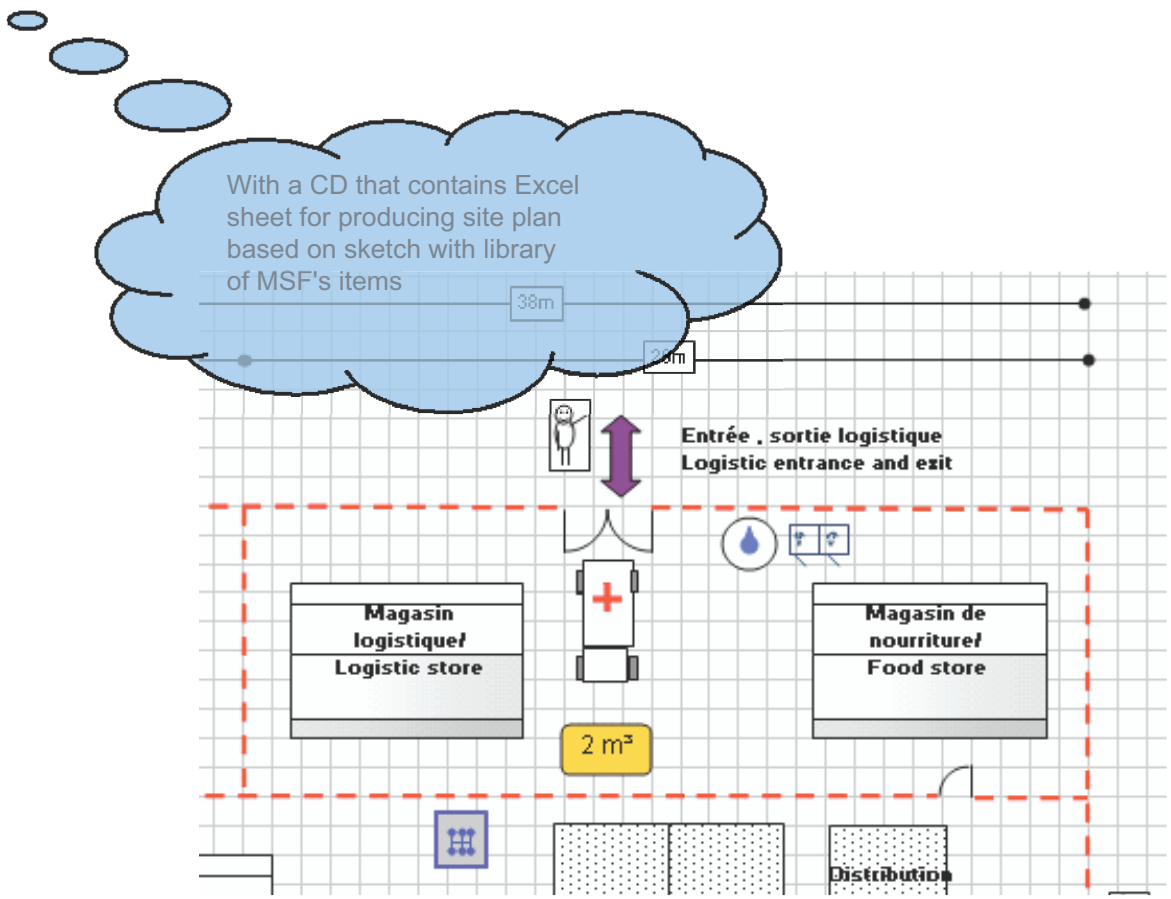 With a CD that contains Excel
sheet for producing site plan
based on sketch with library
of MSF's items
38m
Entrée , sortie logistique
Logistic entrance and exit
Magasin
logistique/
Logistic store
Magasin de
nourriture/
Food store
2 m³
Distribution